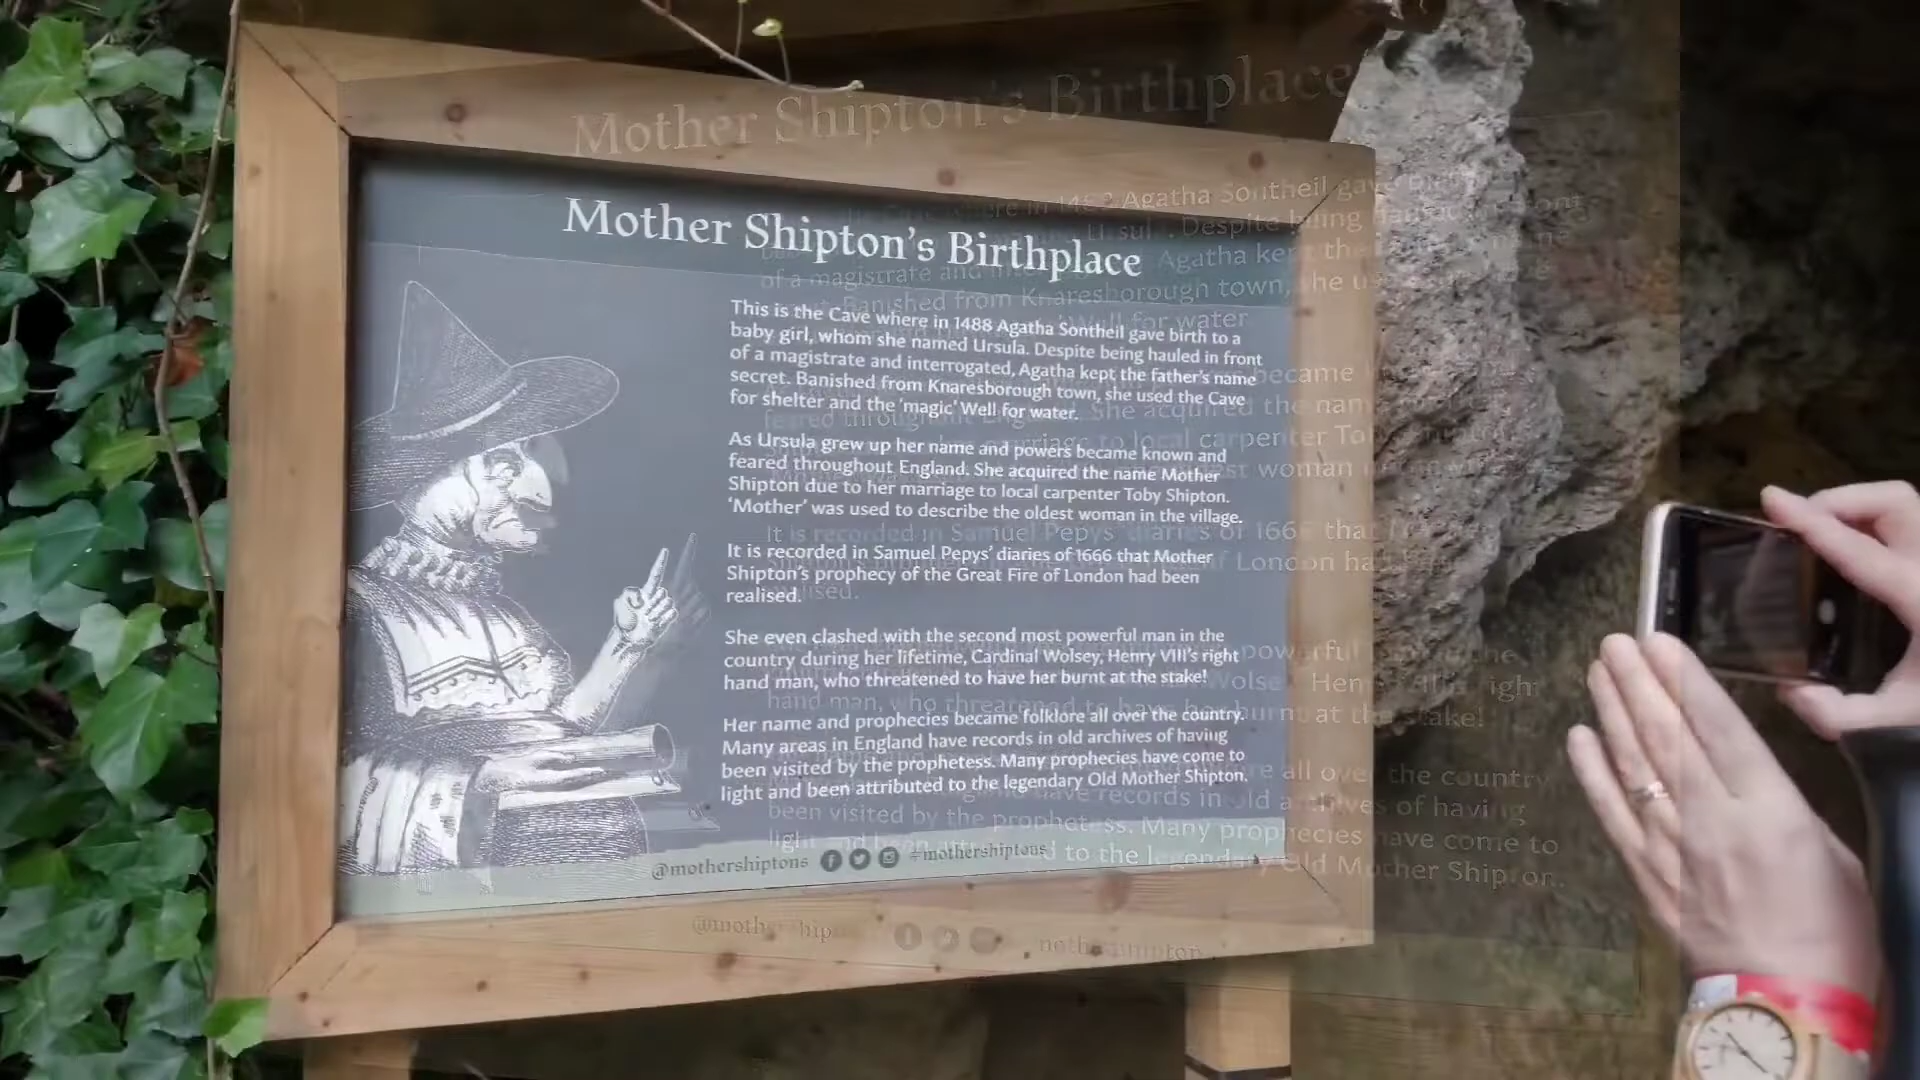 Mother Shipton's Birthplace
This is the Cave where in 1488 Agatha Sontheil gave birth to a
baby girl, whom she named Ursula. Despite being hauled in front
of a magistrate and interrogated, Agatha kept the father's name
secret. Banished from Knaresborough town, she used the Cave
for shelter and the 'magic' Well for water.
As Ursula grew up her name and powers became known and
feared throughout England. She acquired the name Mother
Shipton due to her marriage to local carpenter Toby Shipton.
'Mother' was used to describe the oldest woman in the village.
It is recorded in Samuel Pepys' diaries of 1666 that Mother
Shipton's prophecy of the Great Fire of London had been
realised.
She even clashed with the second most powerful man in the
country during her lifetime, Cardinal Wolsey, Henry VIII's right
hand man, who threatened to have her burnt at the stake!
Her name and prophecies became folklore all over the country.
Many areas in England have records in old archives of having
been visited by the prophetess. Many prophecies have come to
light and been attributed to the legendary Old Mother Shipton.
@mothershiptons #mothershiptons